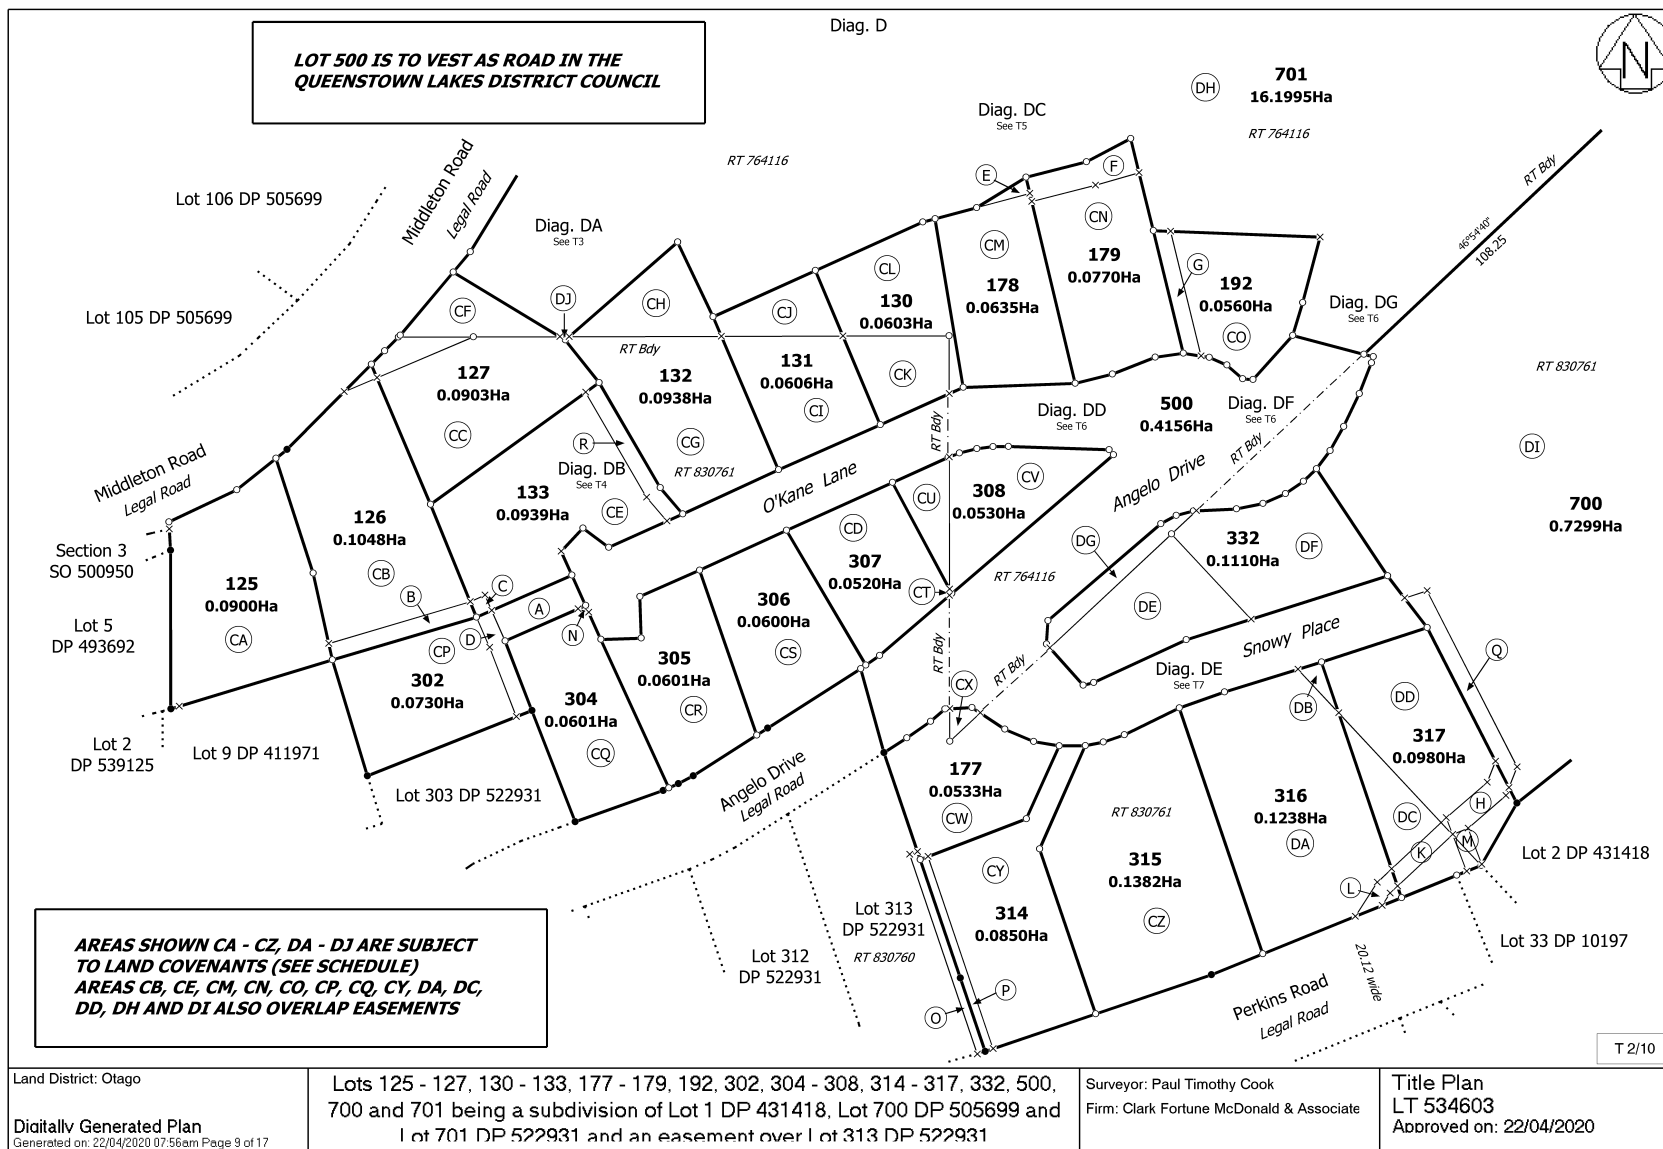 Diag. D
LOT 500 IS TO VEST AS ROAD IN THE
QUEENSTOWN LAKES DISTRICT COUNCIL
N
DH
701
16.1995Ha
RT 764116
Diag. DC
See T5
RT 764116
Middleton Road
Legal Road
Lot 106 DP 505699
Diag. DA
See T3
E
F
CN
CM
179
0.0770Ha
178
0.0635Ha
G
192
0.0560Ha
CO
RT Bdy
46°54'40"
108.25
Diag. DG
See T6
Lot 105 DP 505699
CF
DJ
CH
CJ
CL
130
0.0603Ha
RT Bdy
127
0.0903Ha
132
0.0938Ha
131
0.0606Ha
CK
CI
CC
R
CG
RT 830761
Diag. DB
See T4
RT Bdy
Diag. DD
See T6
500
0.4156Ha
Diag. DF
See T6
RT Bdy
RT 830761
DI
700
0.7299Ha
Middleton Road
Legal Road
133
0.0939Ha
CE
O'Kane Lane
CU
CV
308
0.0530Ha
Angelo Drive
126
0.1048Ha
CB
CD
307
0.0520Ha
DG
332
0.1110Ha
DF
Section 3
SO 500950
125
0.0900Ha
CA
B
C
A
D
N
CT
RT 764116
DE
306
0.0600Ha
CS
Lot 5
DP 493692
CP
302
0.0730Ha
305
0.0601Ha
CR
304
0.0601Ha
CQ
RT Bdy
RT Bdy
CX
Snowy Place
Diag. DE
See T7
DB
DD
Q
317
0.0980Ha
Lot 2
DP 539125
Lot 9 DP 411971
Lot 303 DP 522931
Angelo Drive
Legal Road
177
0.0533Ha
CW
RT 830761
316
0.1238Ha
DA
DC
H
K
M
L
Lot 2 DP 431418
315
0.1382Ha
CZ
CY
314
0.0850Ha
Lot 313
DP 522931
RT 830760
Lot 312
DP 522931
P
O
20.12 wide
Lot 33 DP 10197
Perkins Road
Legal Road
AREAS SHOWN CA - CZ, DA - DJ ARE SUBJECT
TO LAND COVENANTS (SEE SCHEDULE)
AREAS CB, CE, CM, CN, CO, CP, CQ, CY, DA, DC,
DD, DH AND DI ALSO OVERLAP EASEMENTS
T 2/10
Land District: Otago
Digitally Generated Plan
Generated on: 22/04/2020 07:56am Page 9 of 17
Lots 125 - 127, 130 - 133, 177 - 179, 192, 302, 304 - 308, 314 - 317, 332, 500,
700 and 701 being a subdivision of Lot 1 DP 431418, Lot 700 DP 505699 and
Lot 701 DP 522931 and an easement over Lot 313 DP 522931
Surveyor: Paul Timothy Cook
Firm: Clark Fortune McDonald & Associate
Title Plan
LT 534603
Approved on: 22/04/2020